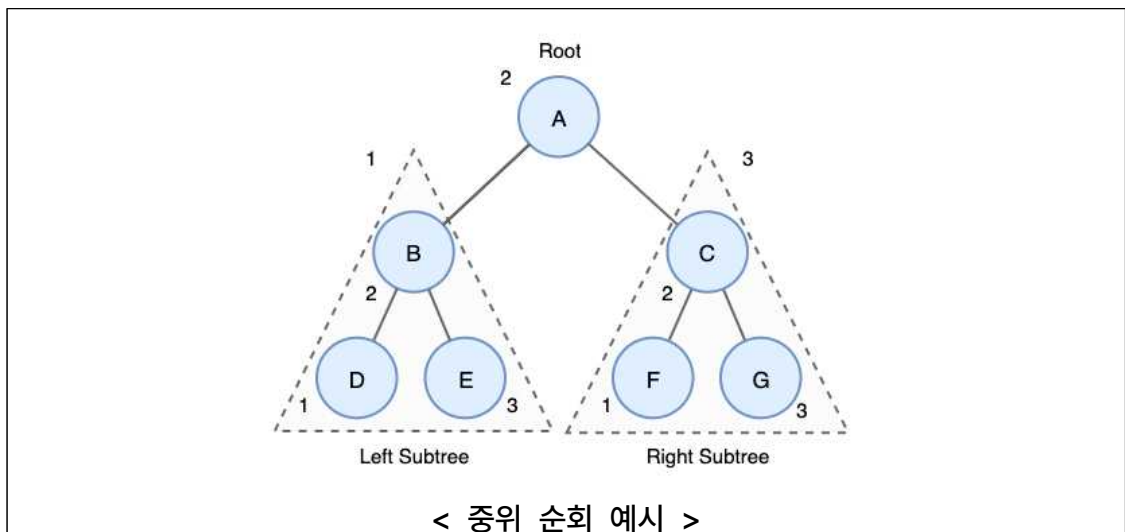 Root
2
A
1
3
B
C
2
2
D
E
F
G
1
3
1
3
Left Subtree
Right Subtree
< 중위 순회 예시 >